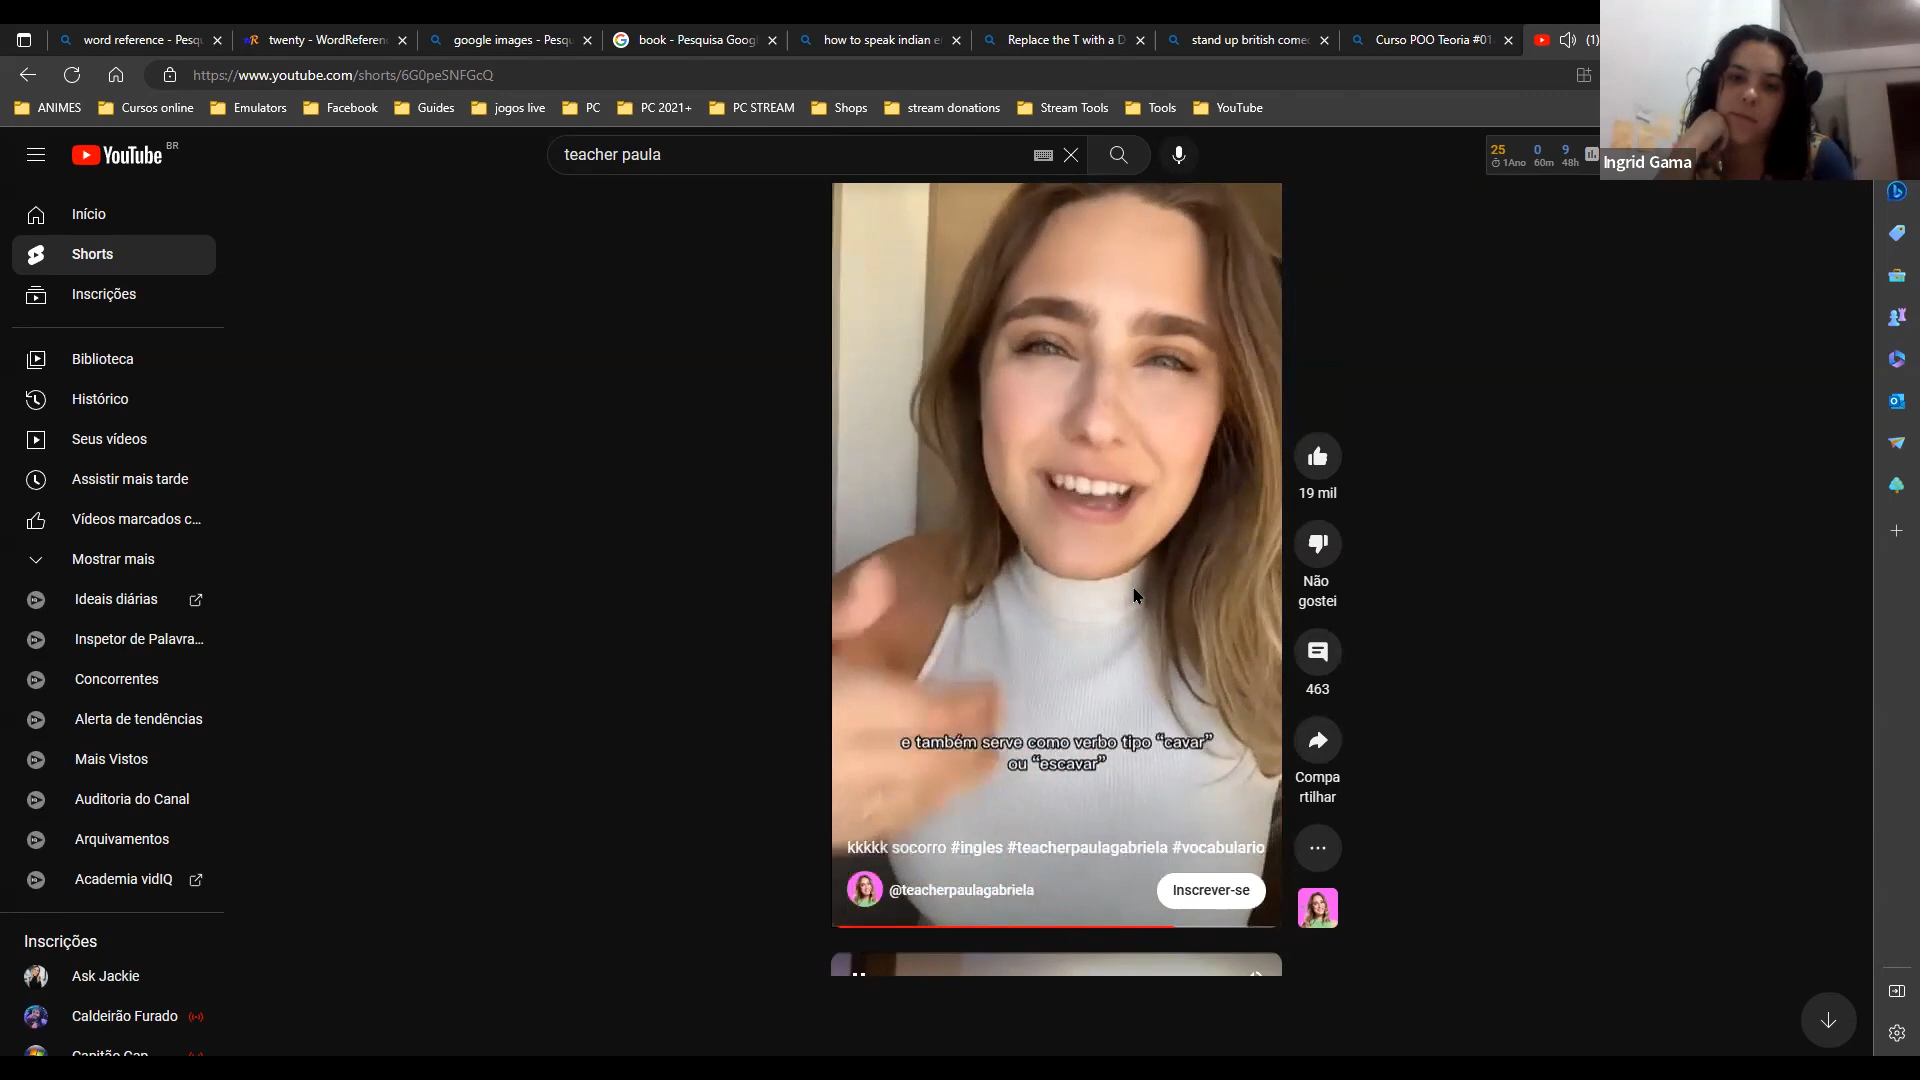 word reference - Pesq
twenty - WordReferen
google images - Pesq
book - Pesquisa Goog
how to speak indian e
Replace the T with a D
stand up british come
Curso POO Teoria #01
(1)
https://www.youtube.com/shorts/6G0peSNFGcQ
ANIMES
Cursos online
Emulators
Facebook
Guides
jogos live
PC
PC 2021+
PC STREAM
Shops
stream donations
Stream Tools
Tools
YouTube
Ingrid Gama
YouTube BR
teacher paula
25 0 9
1Ano 60m 48h
Início
Shorts
Inscrições
Biblioteca
Histórico
Seus vídeos
Assistir mais tarde
Vídeos marcados c...
Mostrar mais
Ideais diárias
Inspetor de Palavra...
Concorrentes
Alerta de tendências
Mais Vistos
Auditoria do Canal
Arquivamentos
Academia vidIQ
Inscrições
Ask Jackie
Caldeirão Furado
e também serve como verbo tipo “cavar”
ou “escavar”
kkkkk socorro #ingles #teacherpaulagabriela #vocabulario
@teacherpaulagabriela
Inscrever-se
19 mil
Não
gostei
463
Compa
rtilhar